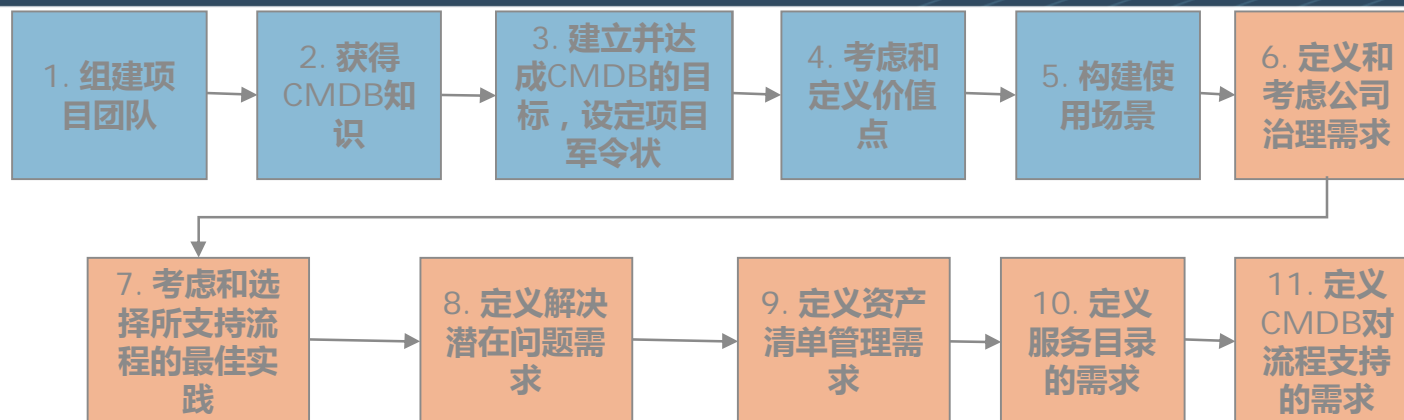 1. 组建项
目团队
2. 获得
CMDB知
识
3. 建立并达
成CMDB的目
标，设定项目
军令状
4. 考虑和
定义价值
点
5. 构建使
用场景
6. 定义和
考虑公司
治理需求
7. 考虑和选
择所支持流
程的最佳实
践
8. 定义解决
潜在问题需
求
9. 定义资产
清单管理需
求
10. 定义
服务目录
的需求
11. 定义
CMDB对
流程支持
的需求